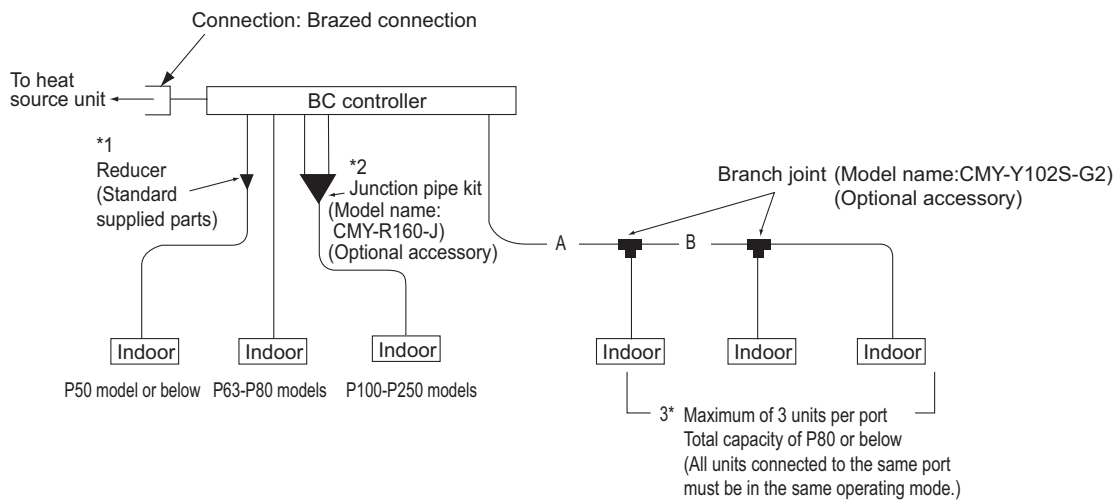 Connection: Brazed connection
To heat
source unit
BC controller
*1
Reducer
(Standard
supplied parts)
*2
Junction pipe kit
(Model name:
CMY-R160-J)
(Optional accessory)
Branch joint (Model name:CMY-Y102S-G2)
(Optional accessory)
A
B
Indoor
Indoor
Indoor
Indoor
Indoor
Indoor
P50 model or below
P63-P80 models
P100-P250 models
3* Maximum of 3 units per port
Total capacity of P80 or below
(All units connected to the same port
must be in the same operating mode.)